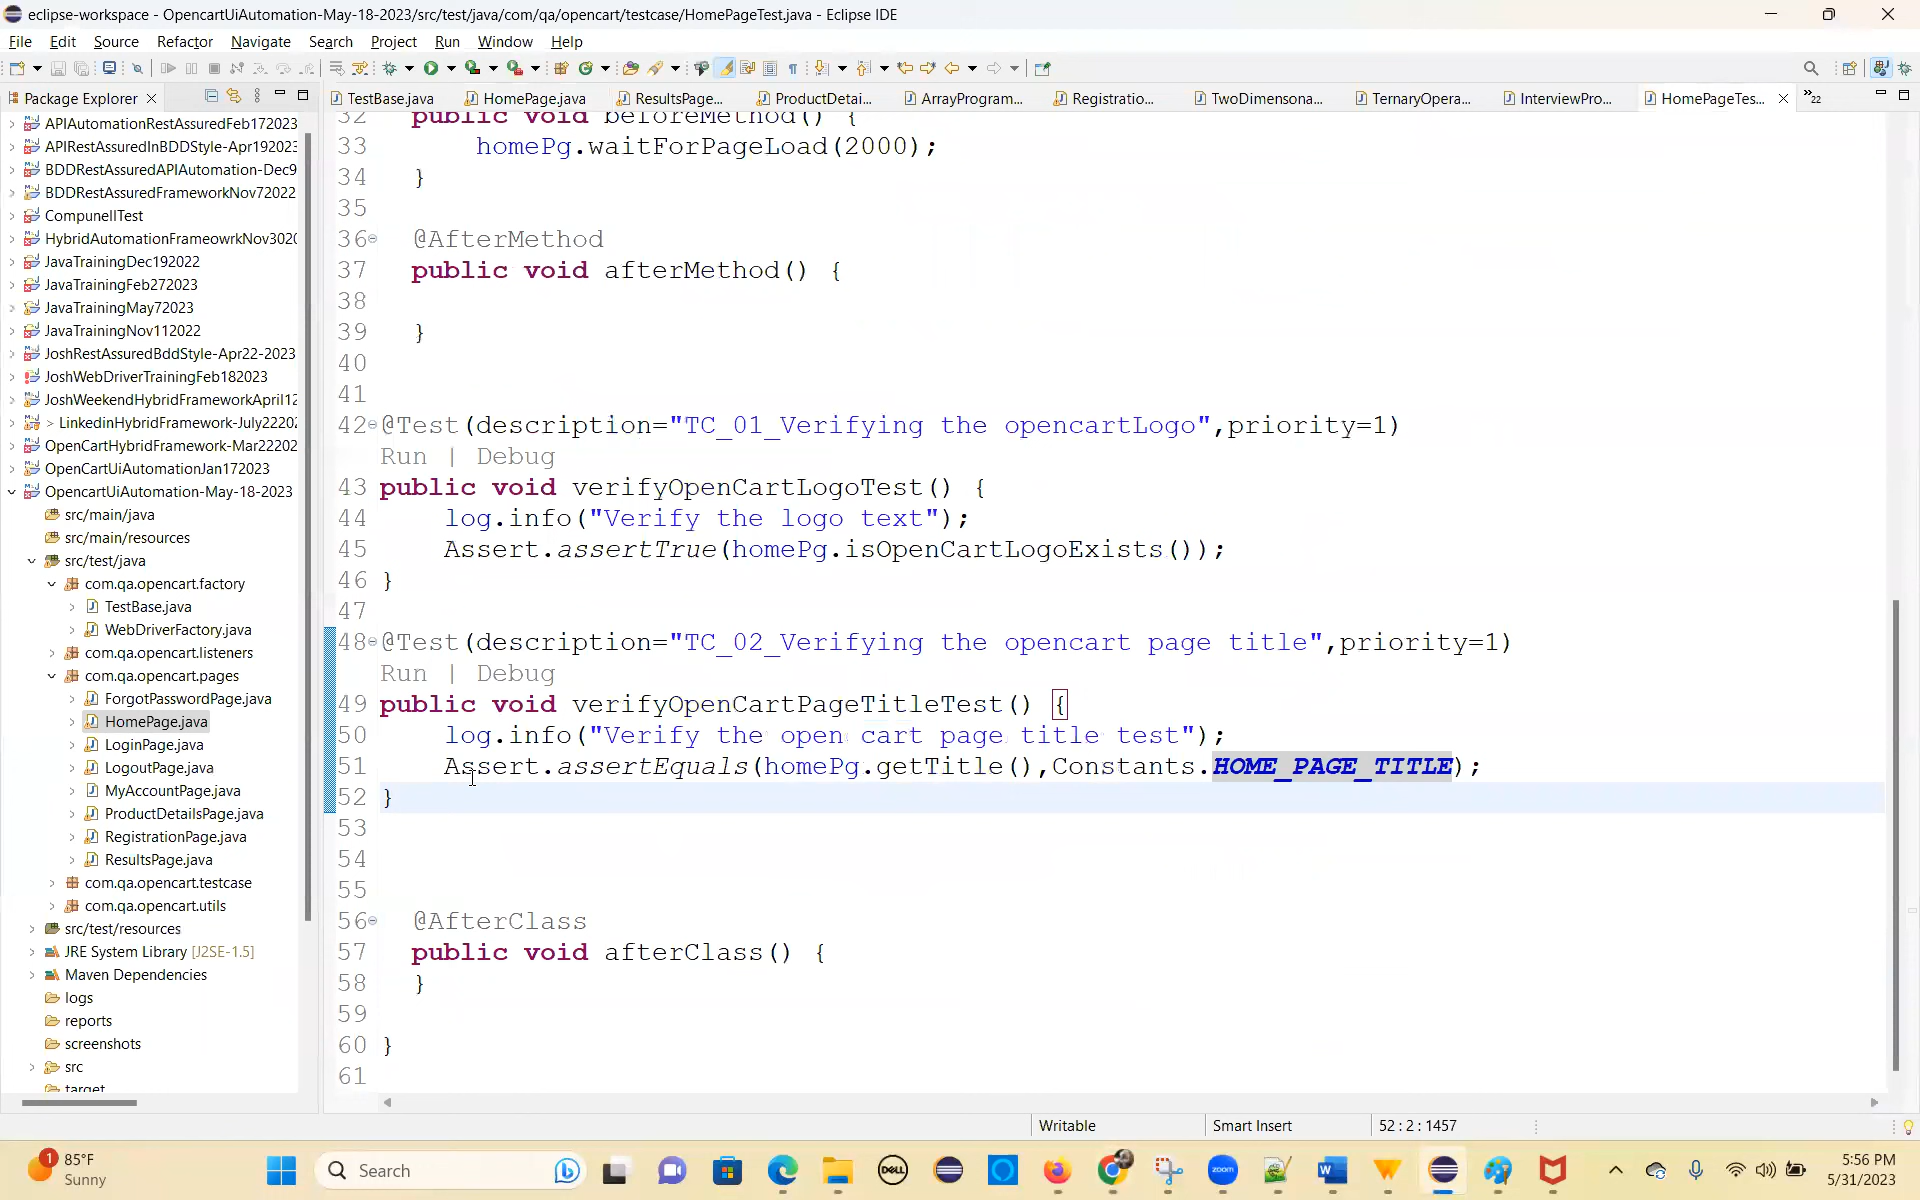 eclipse-workspace - OpencartUiAutomation-May-18-2023/src/test/java/com/qa/opencart/testcase/HomePageTest.java - Eclipse IDE
File Edit Source Refactor Navigate Search Project Run Window Help
Package Explorer
TestBase.java HomePage.java ResultsPage... ProductDetai... ArrayProgram... Registratio... TwoDimensona... TernaryOpera... InterviewPro... HomePageTes... »22
APIAutomationRestAssuredFeb172023
APIRestAssuredInBDDStyle-Apr192023
BDDRestAssuredAPIAutomation-Dec9
BDDRestAssuredFrameworkNov72022
CompunellTest
HybridAutomationFrameowrkNov302
JavaTrainingDec192022
JavaTrainingFeb272023
JavaTrainingMay72023
JavaTrainingNov112022
JoshRestAssuredBddStyle-Apr22-2023
JoshWebDriverTrainingFeb182023
JoshWeekendHybridFrameworkApril12
> LinkedinHybridFramework-July2220
OpenCartHybridFramework-Mar22202
OpenCartUiAutomationJan172023
OpencartUiAutomation-May-18-2023
src/main/java
src/main/resources
src/test/java
com.qa.opencart.factory
TestBase.java
WebDriverFactory.java
com.qa.opencart.listeners
com.qa.opencart.pages
ForgotPasswordPage.java
HomePage.java
LoginPage.java
LogoutPage.java
MyAccountPage.java
ProductDetailsPage.java
RegistrationPage.java
ResultsPage.java
com.qa.opencart.testcase
com.qa.opencart.utils
src/test/resources
JRE System Library [J2SE-1.5]
Maven Dependencies
logs
reports
screenshots
src
target
32 public void beforeMethod() {
33 homePg.waitForPageLoad(2000);
34 }
35
36 @AfterMethod
37 public void afterMethod() {
38
39 }
40
41
42 @Test(description="TC_01_Verifying the opencartLogo",priority=1)
Run | Debug
43 public void verifyOpenCartLogoTest() {
44 log.info("Verify the logo text");
45 Assert.assertTrue(homePg.isOpenCartLogoExists());
46 }
47
48 @Test(description="TC_02_Verifying the opencart page title",priority=1)
Run | Debug
49 public void verifyOpenCartPageTitleTest() {
50 log.info("Verify the open cart page title test");
51 Assert.assertEquals(homePg.getTitle(),Constants.HOME_PAGE_TITLE);
52 }
53
54
55
56 @AfterClass
57 public void afterClass() {
58 }
59
60 }
61
Writable Smart Insert 52 : 2 : 1457
1 85°F
Sunny
Search
DELL
zoom
5:56 PM
5/31/2023